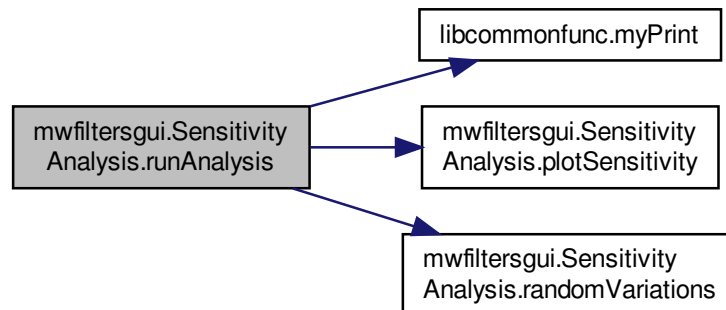 libcommonfunc.myPrint
mwfiltersgui.Sensitivity
Analysis.runAnalysis
mwfiltersgui.Sensitivity
Analysis.plotSensitivity
mwfiltersgui.Sensitivity
Analysis.randomVariations